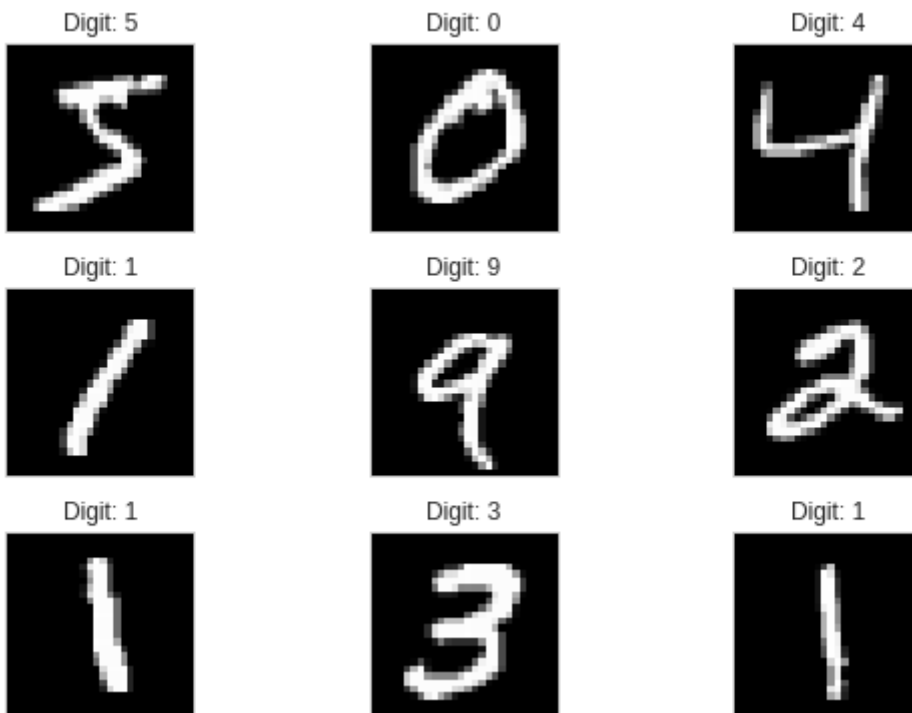 Digit: 5 Digit: 0 Digit: 4
5 0 4
Digit: 1 Digit: 9 Digit: 2
1 9 2
Digit: 1 Digit: 3 Digit: 1
1 3 1